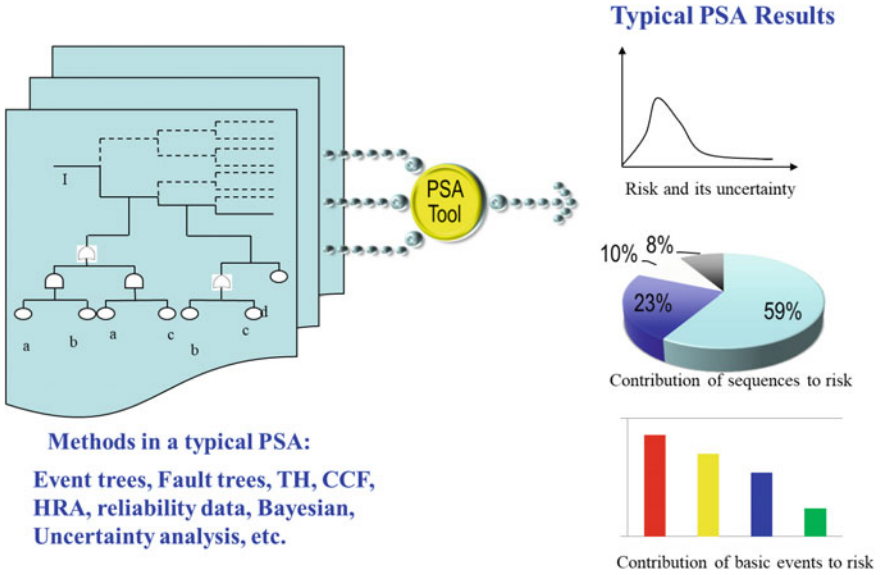 Typical PSA Results
I
a
b
a
c
b
c
d
PSA
Tool
Risk and its uncertainty
10%
8%
23%
59%
Contribution of sequences to risk
Methods in a typical PSA:
Event trees, Fault trees, TH, CCF,
HRA, reliability data, Bayesian,
Uncertainty analysis, etc.
Contribution of basic events to risk